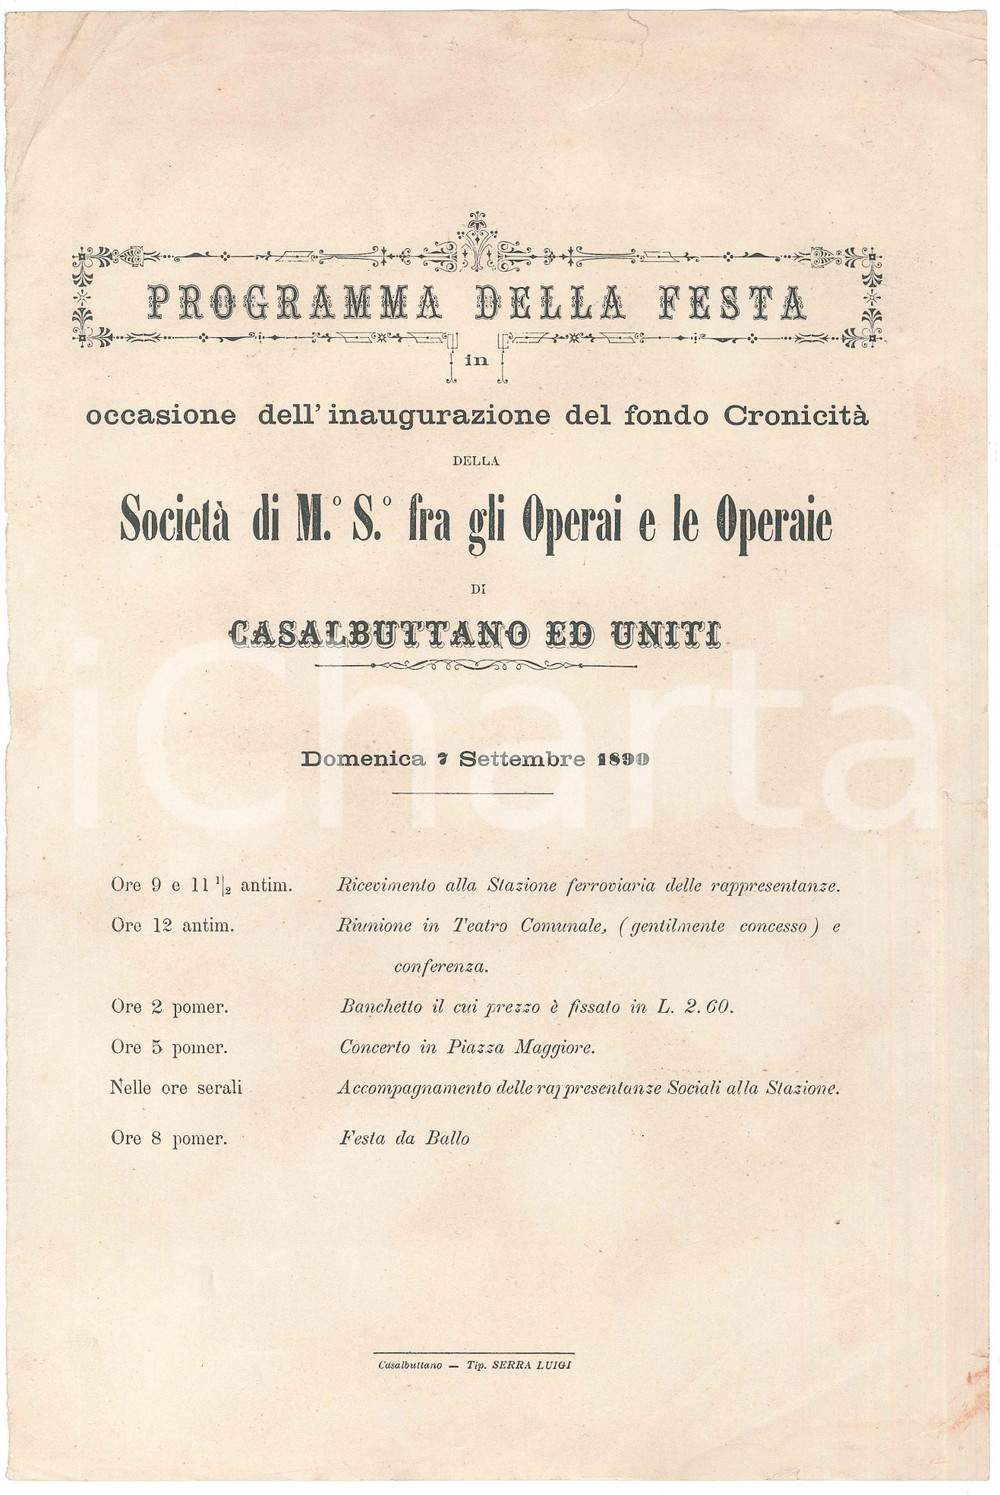 PROGRAMMA DELLA FESTA
in
occasione dell' inaugurazione del fondo Cronicità
DELLA
Società di M.º S.º fra gli Operai e le Operaie
DI
CASALBUTTANO ED UNITI
iCharta
Domenica 7 Settembre 1890
Ore 9 e 11 1/2 antim. Ricevimento alla Stazione ferroviaria delle rappresentanze.
Ore 12 antim. Riunione in Teatro Comunale, (gentilmente concesso) e
conferenza.
Ore 2 pomer. Banchetto il cui prezzo è fissato in L. 2.60.
Ore 5 pomer. Concerto in Piazza Maggiore.
Nelle ore serali Accompagnamento delle rappresentanze Sociali alla Stazione.
Ore 8 pomer. Festa da Ballo
Casalbuttano — Tip. SERRA LUIGI